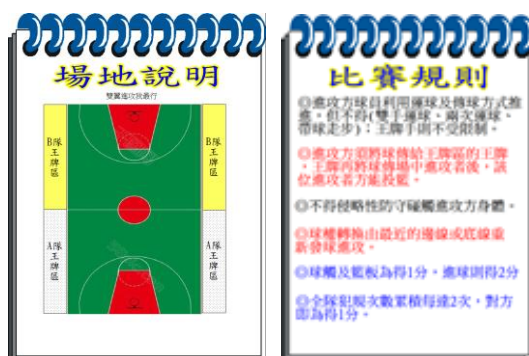 場地說明
雙翼進攻說最行
B隊王牌區
B隊王牌區
A隊王牌區
A隊王牌區
比賽規則
◎進攻方球員利用運球及傳球方式推
進，但不得(雙手運球、兩次運球、
帶球走步)；王牌手則不受限制。
◎進攻方須將球傳給王牌區的王牌
，王牌再將球傳場中進攻者後，該
位進攻者方能投籃。
◎不得侵略性防守碰觸進攻方身體。
◎球權轉換由最近的邊線或底線重
新發球進攻。
◎球觸及籃板為得1分，進球則得2分
◎全隊犯規次數累積每達2次，對方
即為得1分。